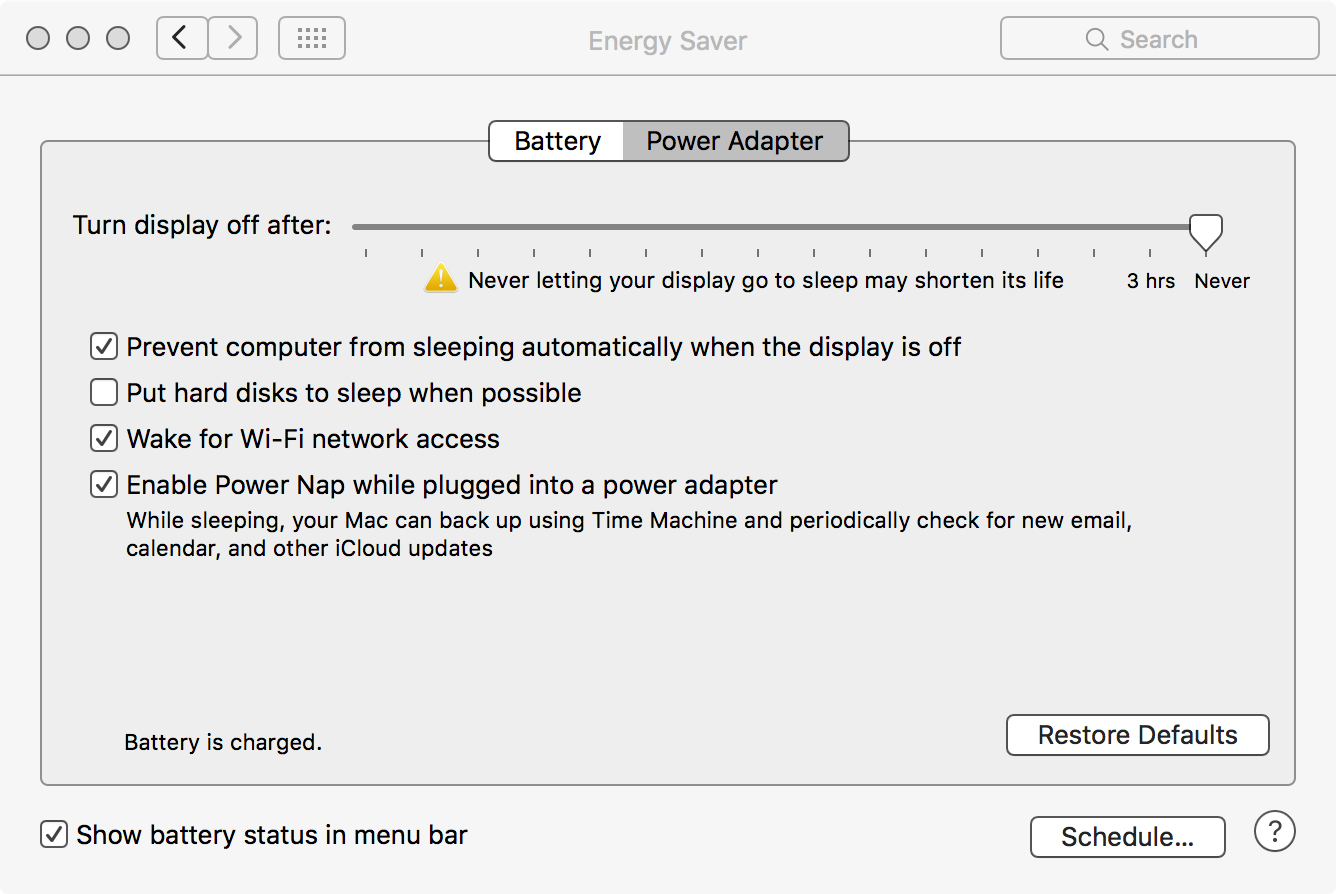 Energy Saver
Search
Battery
Power Adapter
Turn display off after:
Never letting your display go to sleep may shorten its life
3 hrs
Never
Prevent computer from sleeping automatically when the display is off
Put hard disks to sleep when possible
Wake for Wi-Fi network access
Enable Power Nap while plugged into a power adapter
While sleeping, your Mac can back up using Time Machine and periodically check for new email,
calendar, and other iCloud updates
Battery is charged.
Restore Defaults
Show battery status in menu bar
Schedule...
?